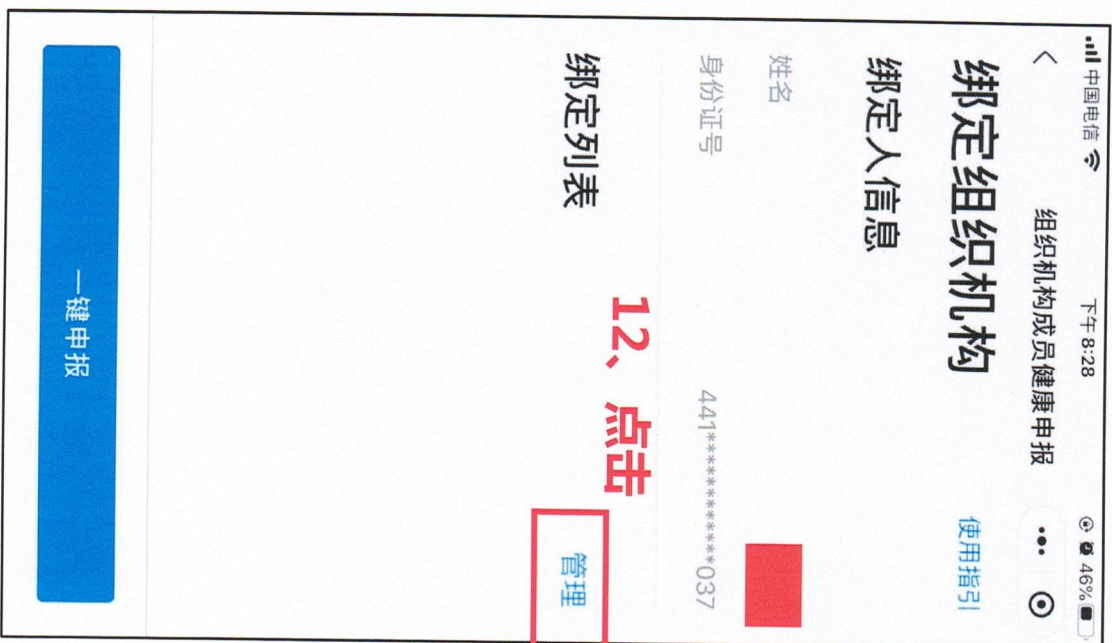 中国电信 下午 8:28 46%
组织机构成员健康申报
绑定组织机构 使用指引
绑定人信息
姓名
身份证号 441************037
12、点击
绑定列表 管理
一键申报